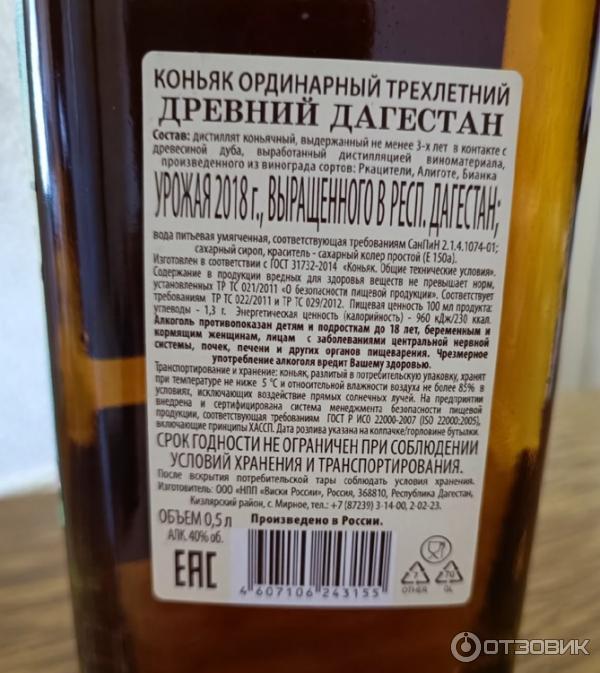 КОНЬЯК ОРДИНАРНЫЙ ТРЕХЛЕТНИЙ
ДРЕВНИЙ ДАГЕСТАН
Состав: дистиллят коньячный, выдержанный не менее 3-х лет в контакте с
древесиной дуба, выработанный дистилляцией виноматериала,
произведенного из винограда сортов: Ркацители, Алиготе, Бианка
УРОЖАЯ 2018 г., ВЫРАЩЕННОГО В РЕСП. ДАГЕСТАН;
вода питьевая умягченная, соответствующая требованиям СанПиН 2.1.4.1074-01;
сахарный сироп, краситель - сахарный колер простой (Е 150а).
Изготовлен в соответствии с ГОСТ 31732-2014 «Коньяк. Общие технические условия».
Содержание в продукции вредных для здоровья веществ не превышает норм,
установленных ТР ТС 021/2011 «О безопасности пищевой продукции». Соответствует
требованиям ТР ТС 022/2011 и ТР ТС 029/2012. Пищевая ценность 100 мл продукта:
углеводы - 1,3 г. Энергетическая ценность (калорийность) - 960 кДж/230 ккал.
Алкоголь противопоказан детям и подросткам до 18 лет, беременным и
кормящим женщинам, лицам с заболеваниями центральной нервной
системы, почек, печени и других органов пищеварения. Чрезмерное
употребление алкоголя вредит Вашему здоровью.
Транспортирование и хранение: коньяк, разлитый в потребительскую упаковку, хранят
при температуре не ниже 5 °С и относительной влажности воздуха не более 85% в
условиях, исключающих воздействие прямых солнечных лучей. На предприятии
внедрена и сертифицирована система менеджмента безопасности пищевой
продукции, соответствующая требованиям ГОСТ Р ИСО 22000-2007 (ISO 22000:2005),
включающие принципы ХАССП. Дата розлива указана на колпачке/горловине бутылки.
СРОК ГОДНОСТИ НЕ ОГРАНИЧЕН ПРИ СОБЛЮДЕНИИ
УСЛОВИЙ ХРАНЕНИЯ И ТРАНСПОРТИРОВАНИЯ.
После вскрытия потребительской тары соблюдать условия хранения.
Изготовитель: ООО «НПП «Виски России», Россия, 368810, Республика Дагестан,
Кизлярский район, с. Мирное, тел.: +7 (87239) 3-14-00, 2-02-23.
ОБЪЕМ 0,5 л
Произведено в России.
АЛК. 40% об.
EAC
4 607106 243155
7
OTHER
70
GL
ОТЗОВИК